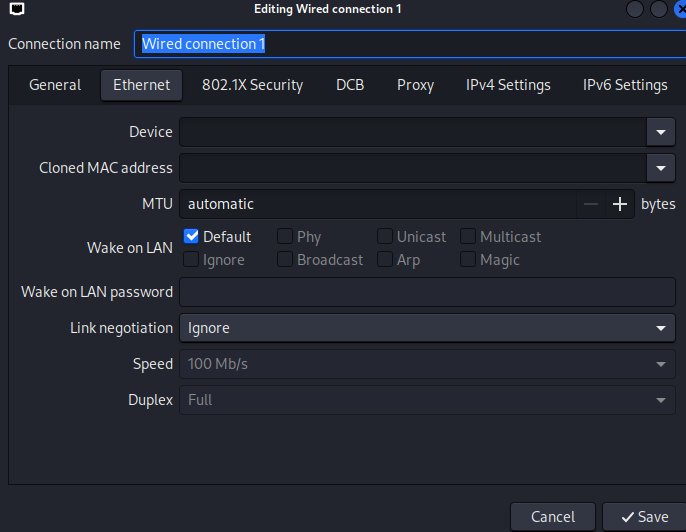 Editing Wired connection 1
Connection name Wired connection 1
General Ethernet 802.1X Security DCB Proxy IPv4 Settings IPv6 Settings
Device
Cloned MAC address
MTU automatic bytes
Default Phy Unicast Multicast
Wake on LAN
Ignore Broadcast Arp Magic
Wake on LAN password
Link negotiation Ignore
Speed 100 Mb/s
Duplex Full
Cancel Save